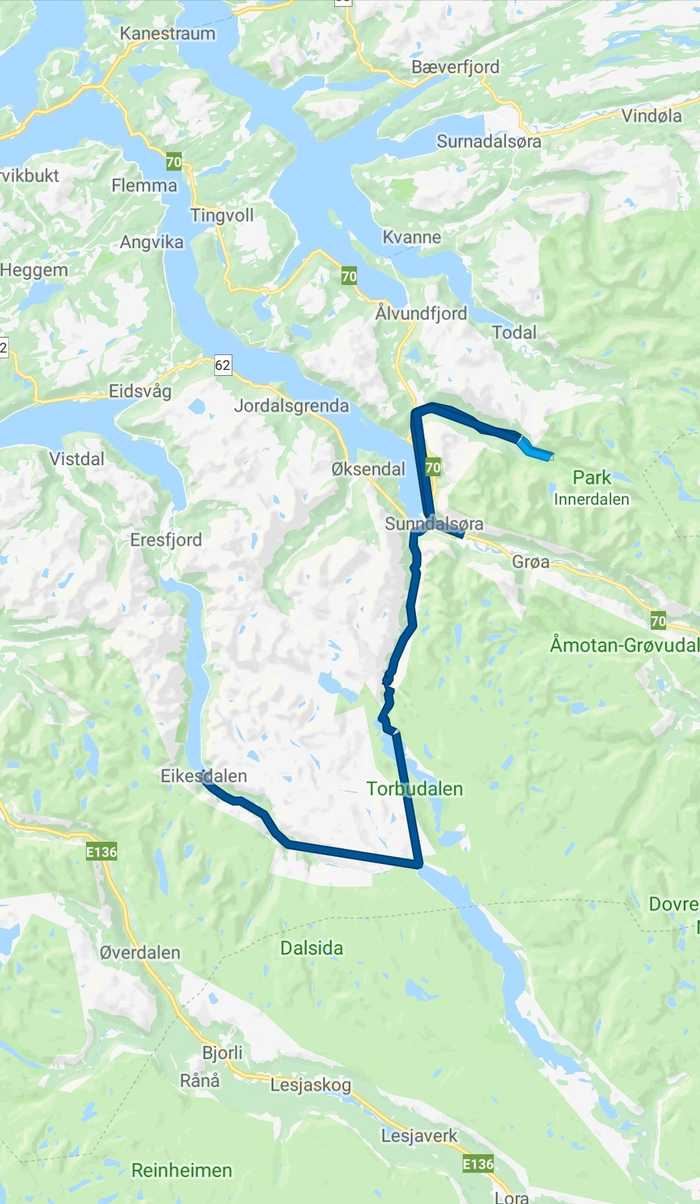 Kanestraum
Bæverfjord
Vindøla
Surnadalsøra
70
rvikbukt
Flemma
Tingvoll
Angvika
Kvanne
Heggem
70
Ålvundfjord
Todal
2
62
Eidsvåg
Jordalsgrenda
Vistdal
Øksendal
70
Park
Innerdalen
Sunndalsøra
Eresfjord
Grøa
70
Åmotan-Grøvudal
Eikesdalen
Torbudalen
E136
Dovre
Øverdalen
Dalsida
Bjorli
Rånå
Lesjaskog
Lesjaverk
E136
Reinheimen
Lora